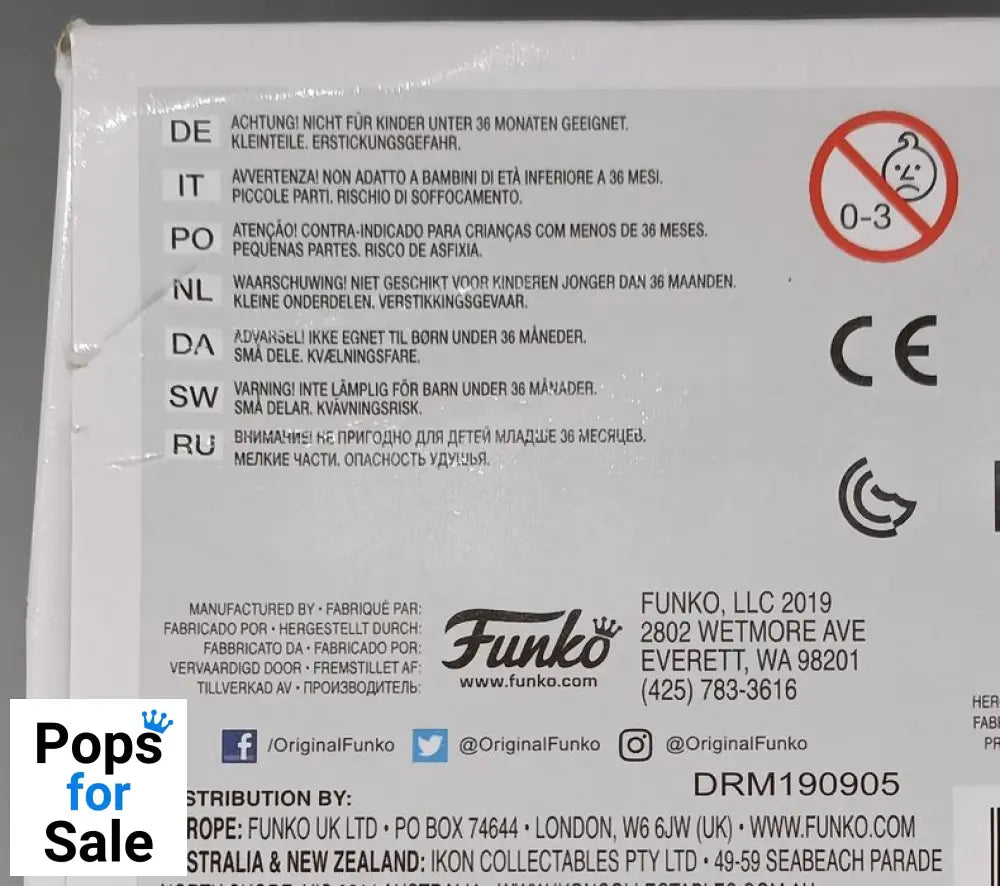 DE ACHTUNG! NICHT FÜR KINDER UNTER 36 MONATEN GEEIGNET.
KLEINTEILE. ERSTICKUNGSGEFAHR.
IT AVVERTENZA! NON ADATTO A BAMBINI DI ETÀ INFERIORE A 36 MESI.
PICCOLE PARTI. RISCHIO DI SOFFOCAMENTO.
PO ATENÇÃO! CONTRA-INDICADO PARA CRIANÇAS COM MENOS DE 36 MESES.
PEQUENAS PARTES. RISCO DE ASFIXIA.
NL WAARSCHUWING! NIET GESCHIKT VOOR KINDEREN JONGER DAN 36 MAANDEN.
KLEINE ONDERDELEN. VERSTIKKINGSGEVAAR.
DA ADVARSEL! IKKE EGNET TIL BØRN UNDER 36 MÅNEDER.
SMÅ DELE. KVÆLNINGSFARE.
SW VARNING! INTE LÄMPLIG FÖR BARN UNDER 36 MÅNADER.
SMÅ DELAR. KVÄVNINGSRISK.
RU ВНИМАНИЕ! НЕ ПРИГОДНО ДЛЯ ДЕТЕЙ МЛАДШЕ 36 МЕСЯЦЕВ.
МЕЛКИЕ ЧАСТИ. ОПАСНОСТЬ УДУШЬЯ.
0-3
CE
MANUFACTURED BY • FABRIQUÉ PAR:
FABRICADO POR • HERGESTELLT DURCH:
FABBRICATO DA • FABRICADO POR:
VERVAARDIGD DOOR • FREMSTILLET AF:
TILLVERKAD AV • ПРОИЗВОДИТЕЛЬ:
Funko
www.funko.com
FUNKO, LLC 2019
2802 WETMORE AVE
EVERETT, WA 98201
(425) 783-3616
HER
FAB
PR
/OriginalFunko @OriginalFunko @OriginalFunko
DRM190905
STRIBUTION BY:
ROPE: FUNKO UK LTD • PO BOX 74644 • LONDON, W6 6JW (UK) • WWW.FUNKO.COM
STRALIA & NEW ZEALAND: IKON COLLECTABLES PTY LTD • 49-59 SEABEACH PARADE
Pops
for
Sale